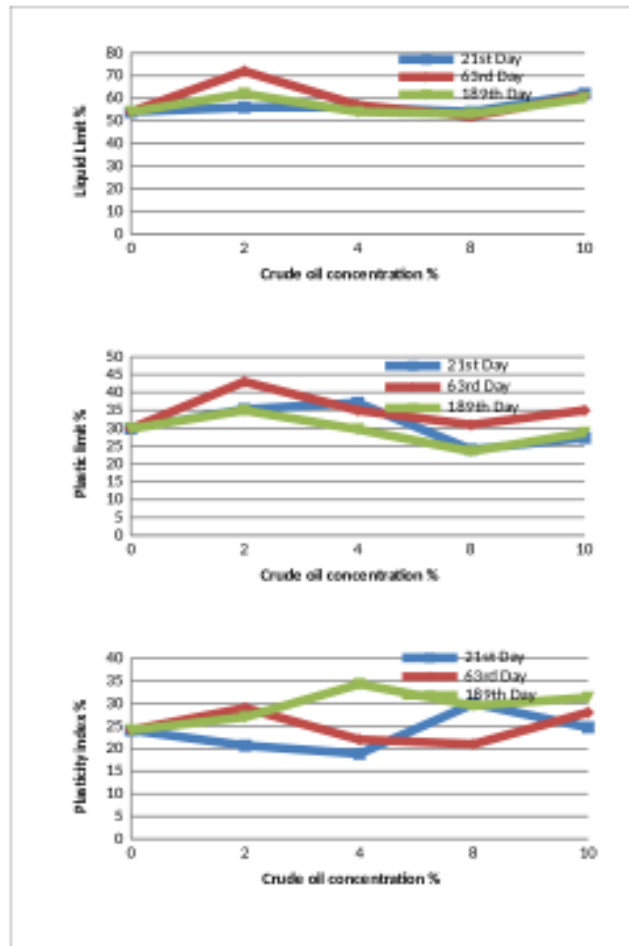 80
70
60
50
40
30
20
10
0
Liquid Limit %
21st Day
63rd Day
189th Day
0 2 4 8 10
Crude oil concentration %
50
45
40
35
30
25
20
15
10
5
0
Plastic limit %
21st Day
63rd Day
189th Day
0 2 4 8 10
Crude oil concentration %
40
35
30
25
20
15
10
5
0
Plasticity index %
21st Day
63rd Day
189th Day
0 2 4 8 10
Crude oil concentration %